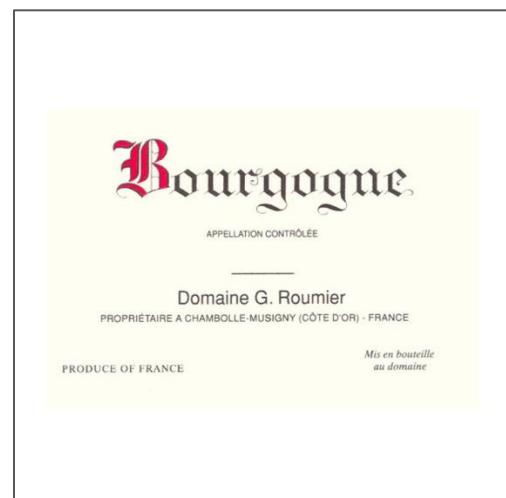 Bourgogne
APPELLATION CONTRÔLÉE
Domaine G. Roumier
PROPRIÉTAIRE A CHAMBOLLE-MUSIGNY (CÔTE D'OR) - FRANCE
PRODUCE OF FRANCE
Mis en bouteille
au domaine